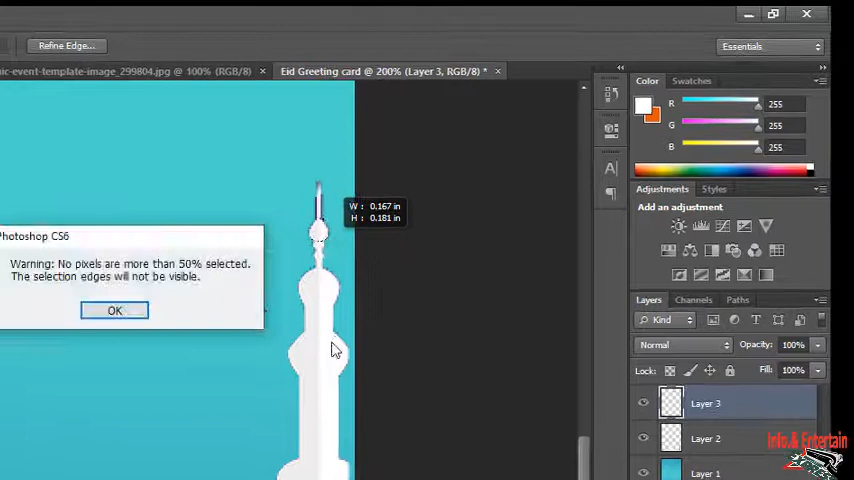 Refine Edge...
Essentials
ic-event-template-image_299804.jpg @ 100% (RGB/8) ×
Eid Greeting card @ 200% (Layer 3, RGB/8) * ×
Color Swatches
R 255
G 255
B 255
W : 0.167 in
H : 0.181 in
Adjustments Styles
Add an adjustment
Photoshop CS6
Warning: No pixels are more than 50% selected.
The selection edges will not be visible.
OK
Layers Channels Paths
Kind
Normal Opacity: 100%
Lock: Fill: 100%
Layer 3
Layer 2
Layer 1
Info.& Entertain